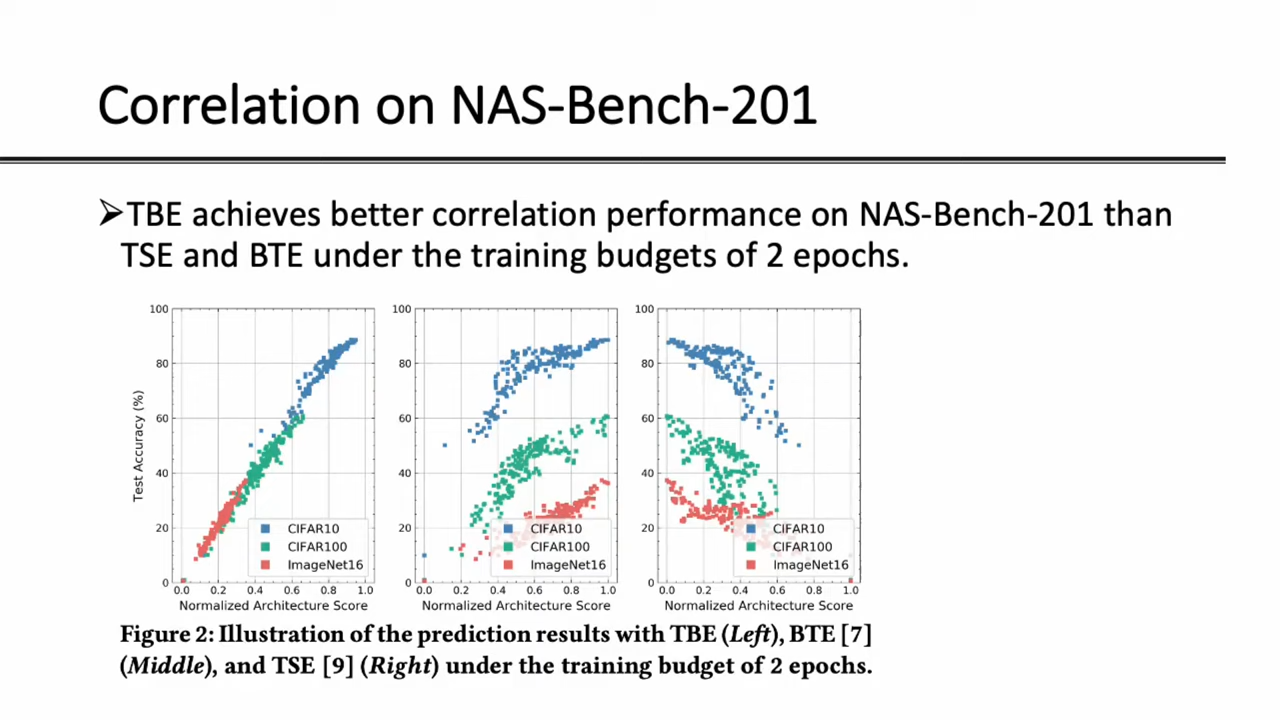 Correlation on NAS-Bench-201
➢TBE achieves better correlation performance on NAS-Bench-201 than
TSE and BTE under the training budgets of 2 epochs.
Test Accuracy (%)
100
80
60
40
20
0
0.0 0.2 0.4 0.6 0.8 1.0
Normalized Architecture Score
CIFAR10
CIFAR100
ImageNet16
100
80
60
40
20
0
0.0 0.2 0.4 0.6 0.8 1.0
Normalized Architecture Score
CIFAR10
CIFAR100
ImageNet16
100
80
60
40
20
0
0.0 0.2 0.4 0.6 0.8 1.0
Normalized Architecture Score
CIFAR10
CIFAR100
ImageNet16
Figure 2: Illustration of the prediction results with TBE (Left), BTE [7]
(Middle), and TSE [9] (Right) under the training budget of 2 epochs.